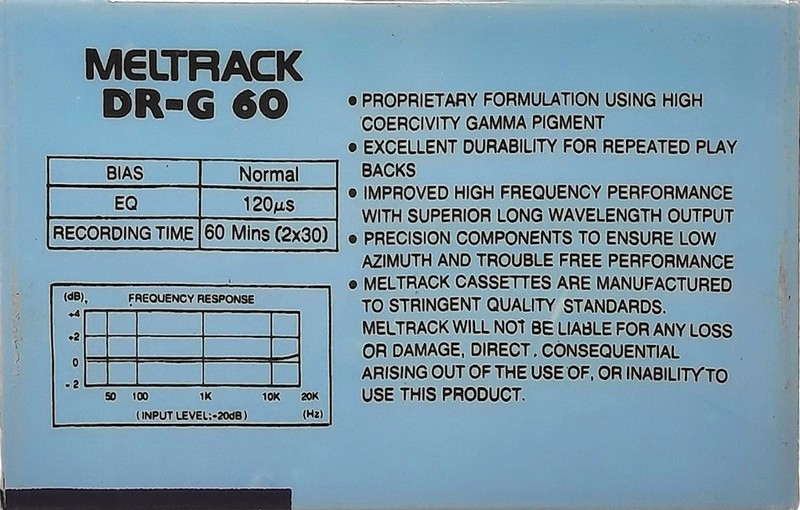 MELTRACK
DR-G 60
BIAS Normal
EQ 120µs
RECORDING TIME 60 Mins (2x30)
(dB), FREQUENCY RESPONSE
+4
+2
0
-2
50 100 1K 10K 20K
(INPUT LEVEL:-20dB) (Hz)
• PROPRIETARY FORMULATION USING HIGH
COERCIVITY GAMMA PIGMENT
• EXCELLENT DURABILITY FOR REPEATED PLAY
BACKS
• IMPROVED HIGH FREQUENCY PERFORMANCE
WITH SUPERIOR LONG WAVELENGTH OUTPUT
• PRECISION COMPONENTS TO ENSURE LOW
AZIMUTH AND TROUBLE FREE PERFORMANCE
• MELTRACK CASSETTES ARE MANUFACTURED
TO STRINGENT QUALITY STANDARDS.
MELTRACK WILL NOT BE LIABLE FOR ANY LOSS
OR DAMAGE, DIRECT, CONSEQUENTIAL
ARISING OUT OF THE USE OF, OR INABILITY TO
USE THIS PRODUCT.